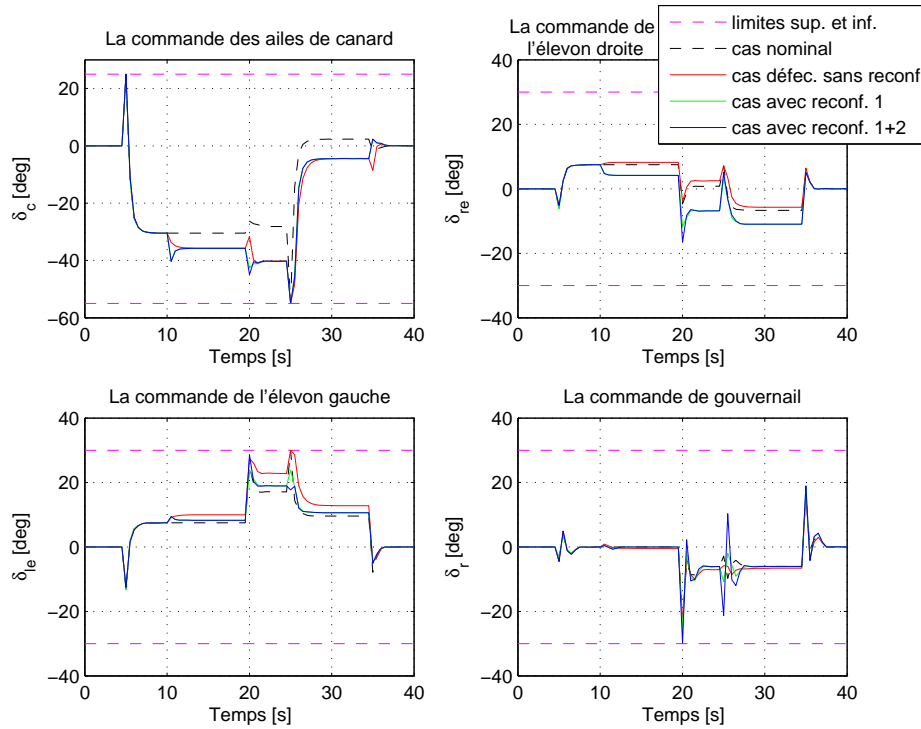 La commande des ailes de canard
20
0
−20
−40
−60
δc [deg]
0
10
20
30
40
Temps [s]
La commande de
l'élevon droite
40
20
0
−20
−40
δre [deg]
0
10
20
30
40
Temps [s]
limites sup. et inf.
cas nominal
cas défec. sans reconf
cas avec reconf. 1
cas avec reconf. 1+2
La commande de l'élevon gauche
40
20
0
−20
−40
δle [deg]
0
10
20
30
40
Temps [s]
La commande de gouvernail
40
20
0
−20
−40
δr [deg]
0
10
20
30
40
Temps [s]